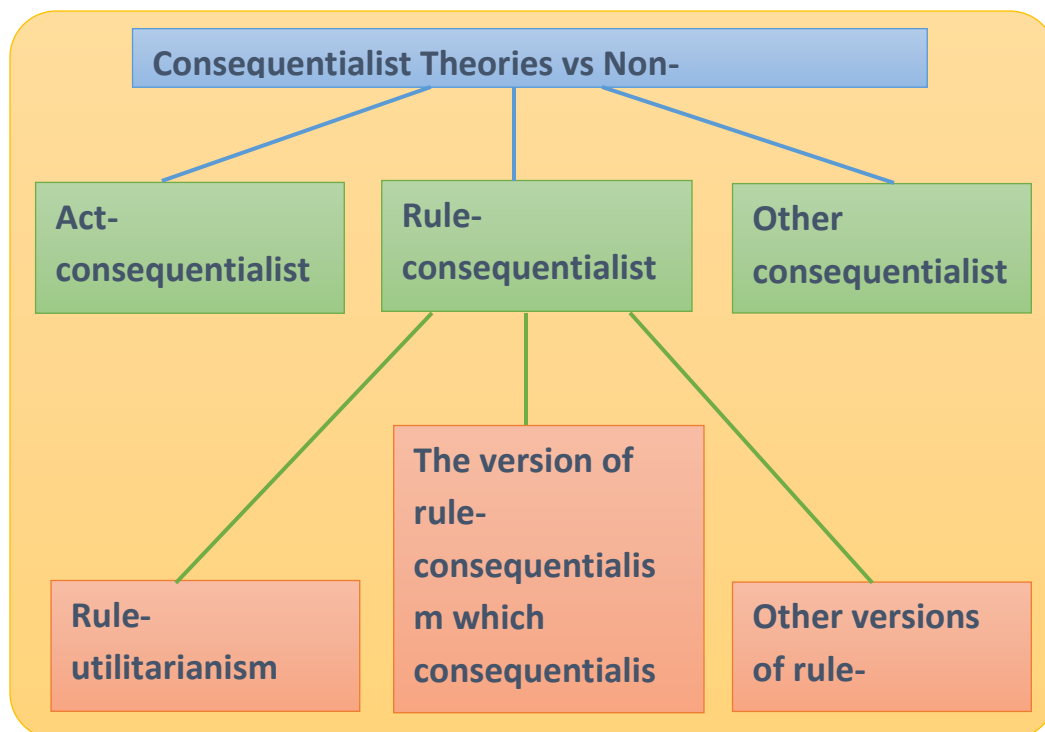 Consequentialist Theories vs Non-
Act-
consequentialist
Rule-
consequentialist
Other
consequentialist
The version of
rule-
consequentialis
m which
consequentialis
Rule-
utilitarianism
Other versions
of rule-